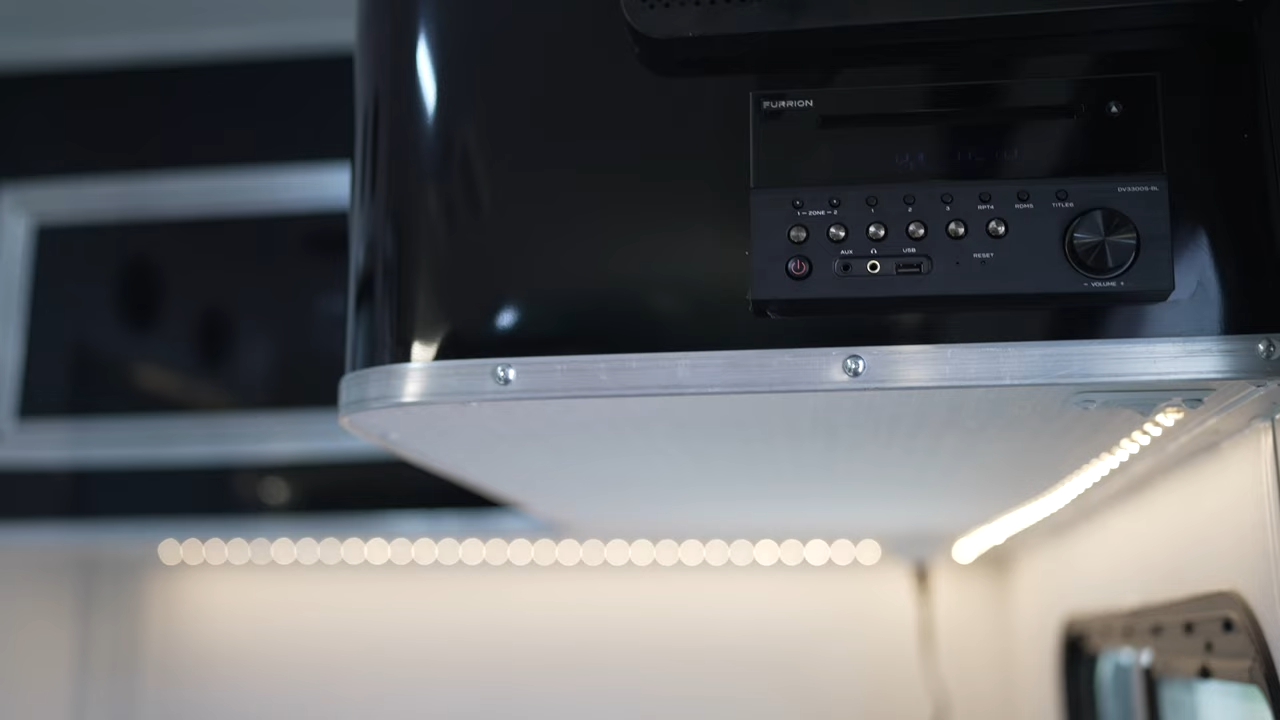 FURRION
DV3300S-BL
1 — ZONE — 2 1 2 3 RPT4 RDM5 TITLE6
AUX USB
RESET
− VOLUME +